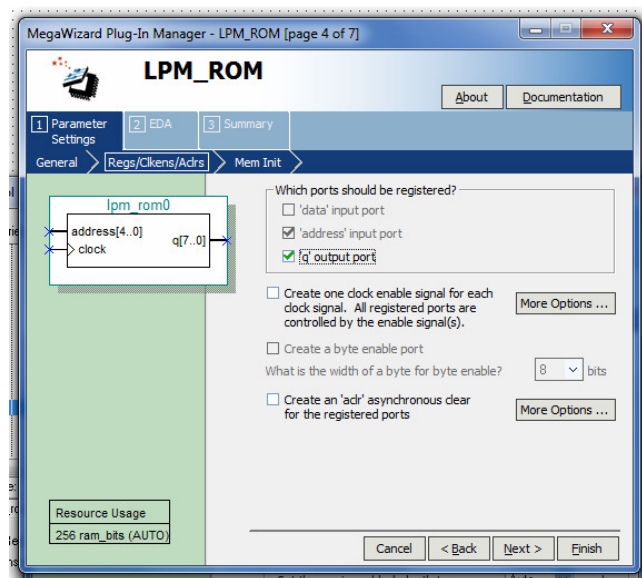 MegaWizard Plug-In Manager - LPM_ROM [page 4 of 7]
LPM_ROM
About
Documentation
1 Parameter Settings
2 EDA
3 Summary
General
Regs/Clkens/Aclrs
Mem Init
lpm_rom0
address[4..0]
q[7..0]
clock
Which ports should be registered?
'data' input port
'address' input port
'q' output port
Create one clock enable signal for each
clock signal. All registered ports are
controlled by the enable signal(s).
More Options ...
Create a byte enable port
What is the width of a byte for byte enable?
8
bits
Create an 'aclr' asynchronous clear
for the registered ports
More Options ...
Resource Usage
256 ram_bits (AUTO)
Cancel
< Back
Next >
Finish